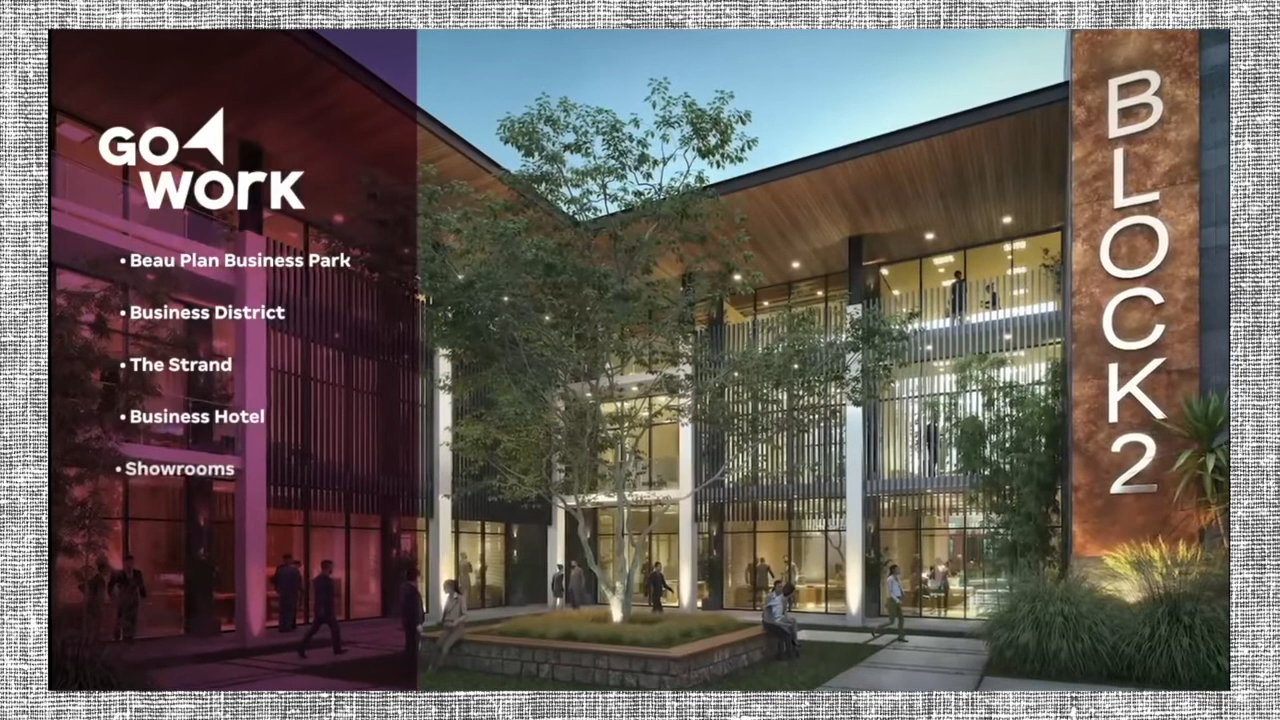 GO
WORK
• Beau Plan Business Park
• Business District
• The Strand
• Business Hotel
• Showrooms
BLOCK2